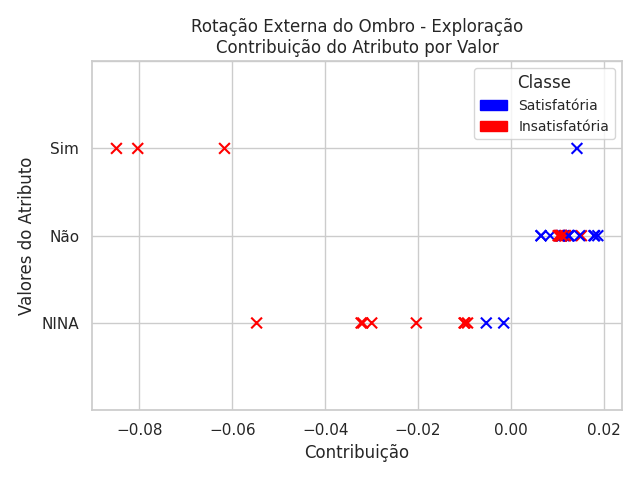 Rotação Externa do Ombro - Exploração
Contribuição do Atributo por Valor
Classe
Satisfatória
Insatisfatória
Valores do Atributo
Sim
Não
NINA
−0.08 −0.06 −0.04 −0.02 0.00 0.02
Contribuição